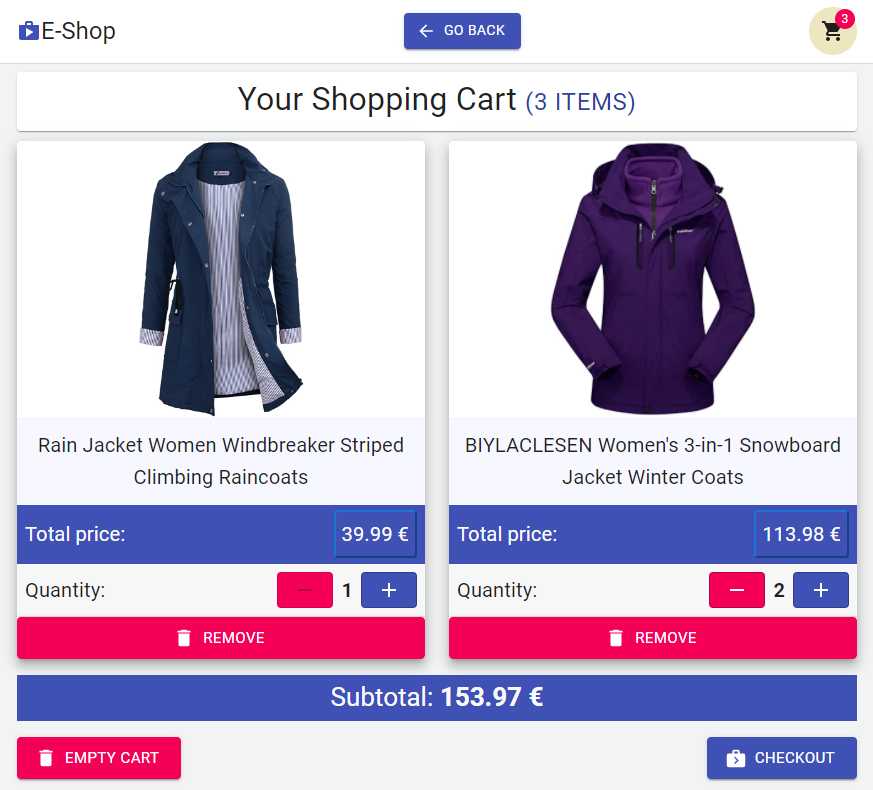 E-Shop
GO BACK
3
Your Shopping Cart (3 ITEMS)
Rain Jacket Women Windbreaker Striped
Climbing Raincoats
Total price:
39.99 €
Quantity:
1
REMOVE
BIYLACLESEN Women's 3-in-1 Snowboard
Jacket Winter Coats
Total price:
113.98 €
Quantity:
2
REMOVE
Subtotal: 153.97 €
EMPTY CART
CHECKOUT